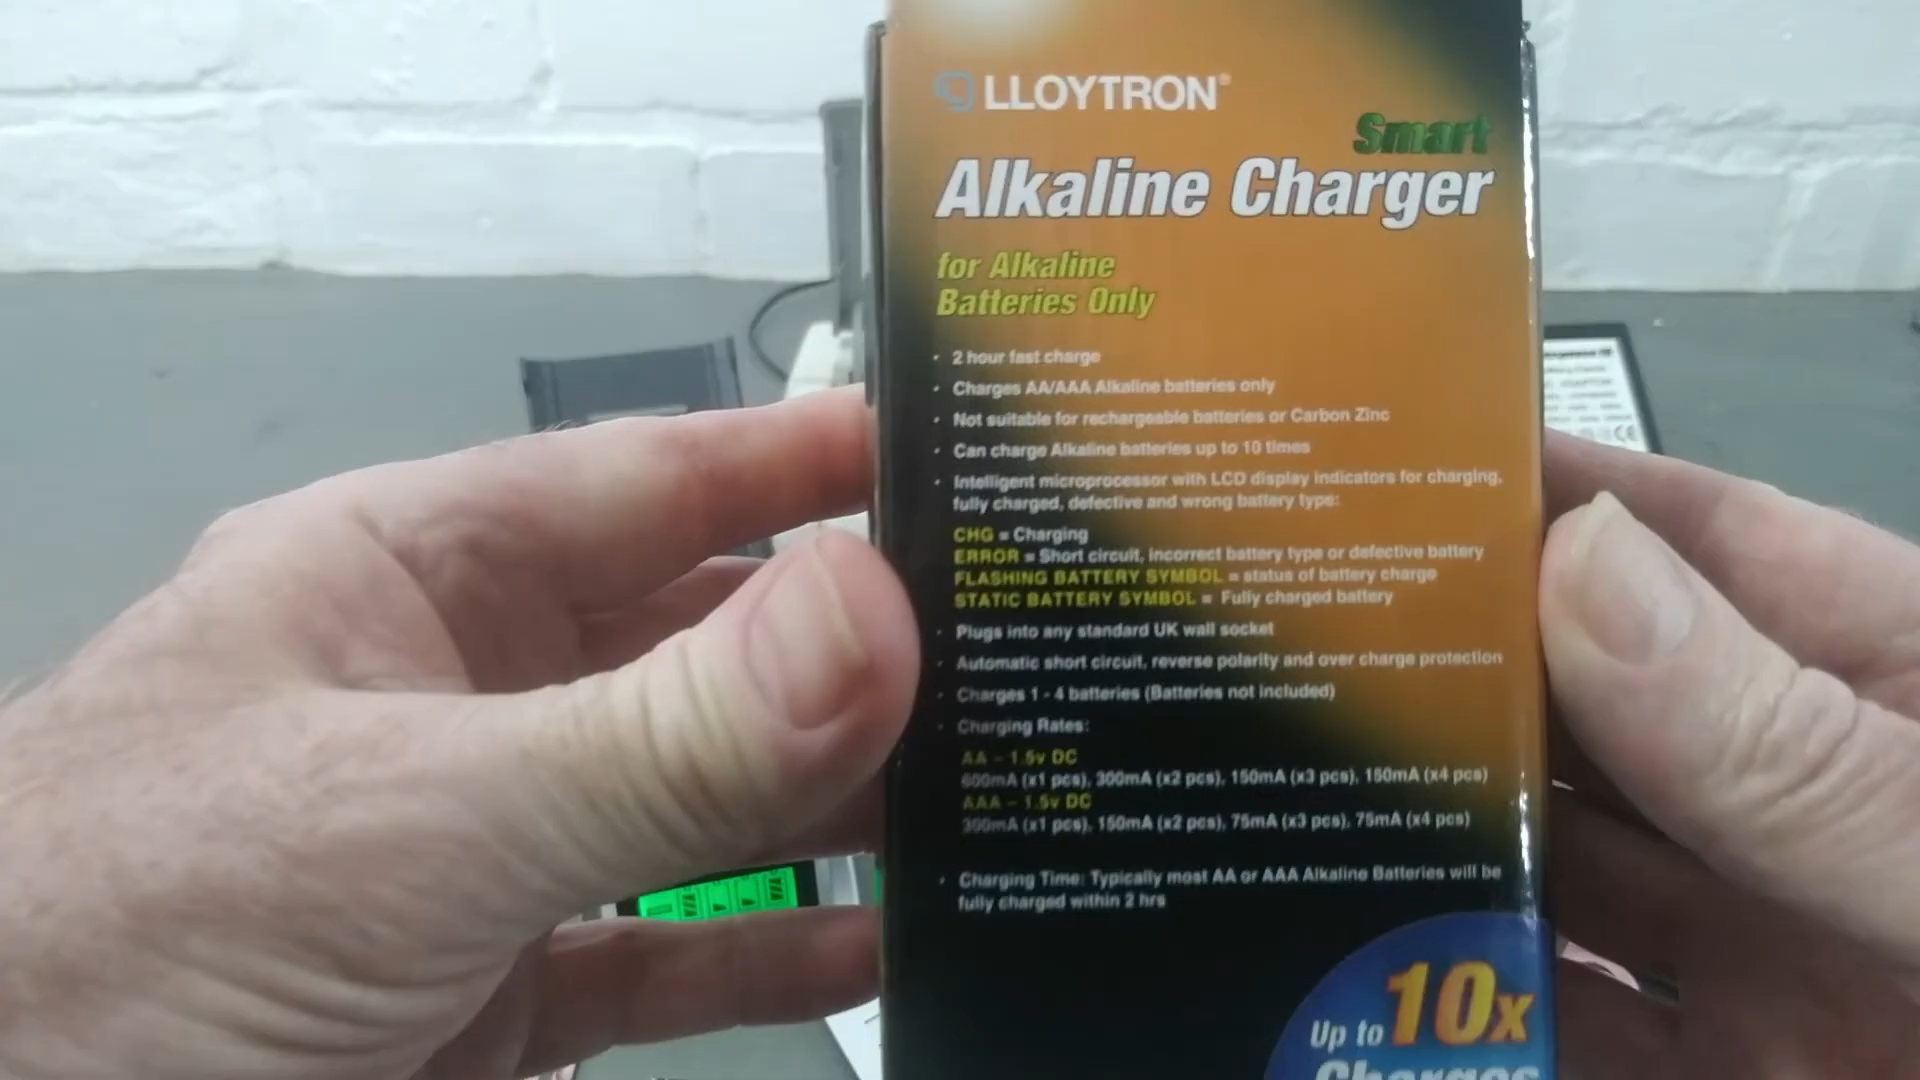 LLOYTRON®
Smart
Alkaline Charger
for Alkaline
Batteries Only
• 2 hour fast charge
• Charges AA/AAA Alkaline batteries only
• Not suitable for rechargeable batteries or Carbon Zinc
• Can charge Alkaline batteries up to 10 times
• Intelligent microprocessor with LCD display indicators for charging,
fully charged, defective and wrong battery type:
CHG = Charging
ERROR = Short circuit, incorrect battery type or defective battery
FLASHING BATTERY SYMBOL = status of battery charge
STATIC BATTERY SYMBOL = Fully charged battery
• Plugs into any standard UK wall socket
• Automatic short circuit, reverse polarity and over charge protection
• Charges 1 - 4 batteries (Batteries not included)
• Charging Rates:
AA – 1.5v DC
600mA (x1 pcs), 300mA (x2 pcs), 150mA (x3 pcs), 150mA (x4 pcs)
AAA – 1.5v DC
300mA (x1 pcs), 150mA (x2 pcs), 75mA (x3 pcs), 75mA (x4 pcs)
• Charging Time: Typically most AA or AAA Alkaline Batteries will be
fully charged within 2 hrs
Up to 10x
Charges
CE